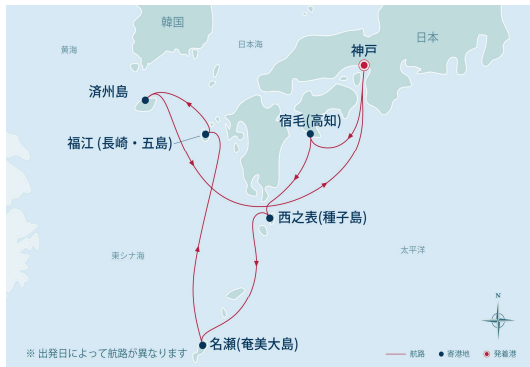 韓国
黄海
日本海
神戸
日本
済州島
宿毛(高知)
福江 (長崎・五島)
西之表(種子島)
東シナ海
太平洋
N
名瀬(奄美大島)
※ 出発日によって航路が異なります
航路
寄港地
発着港